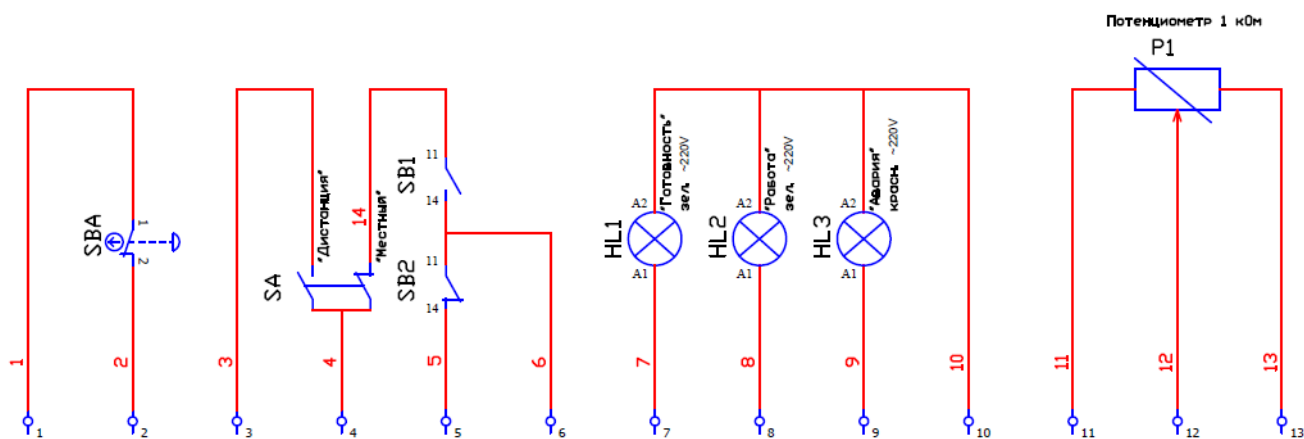 Потенциометр 1 кОм
P1
"Готовность"
зел. ~220V
"Работа"
зел. ~220V
"Авария"
красн. ~220V
11
SB1
14
"Дистанция"
"Местный"
14
SBA
1
2
SA
11
SB2
14
A2
HL1
A1
A2
HL2
A1
A2
HL3
A1
1
2
3
4
5
6
7
8
9
10
11
12
13
1
2
3
4
5
6
7
8
9
10
11
12
13